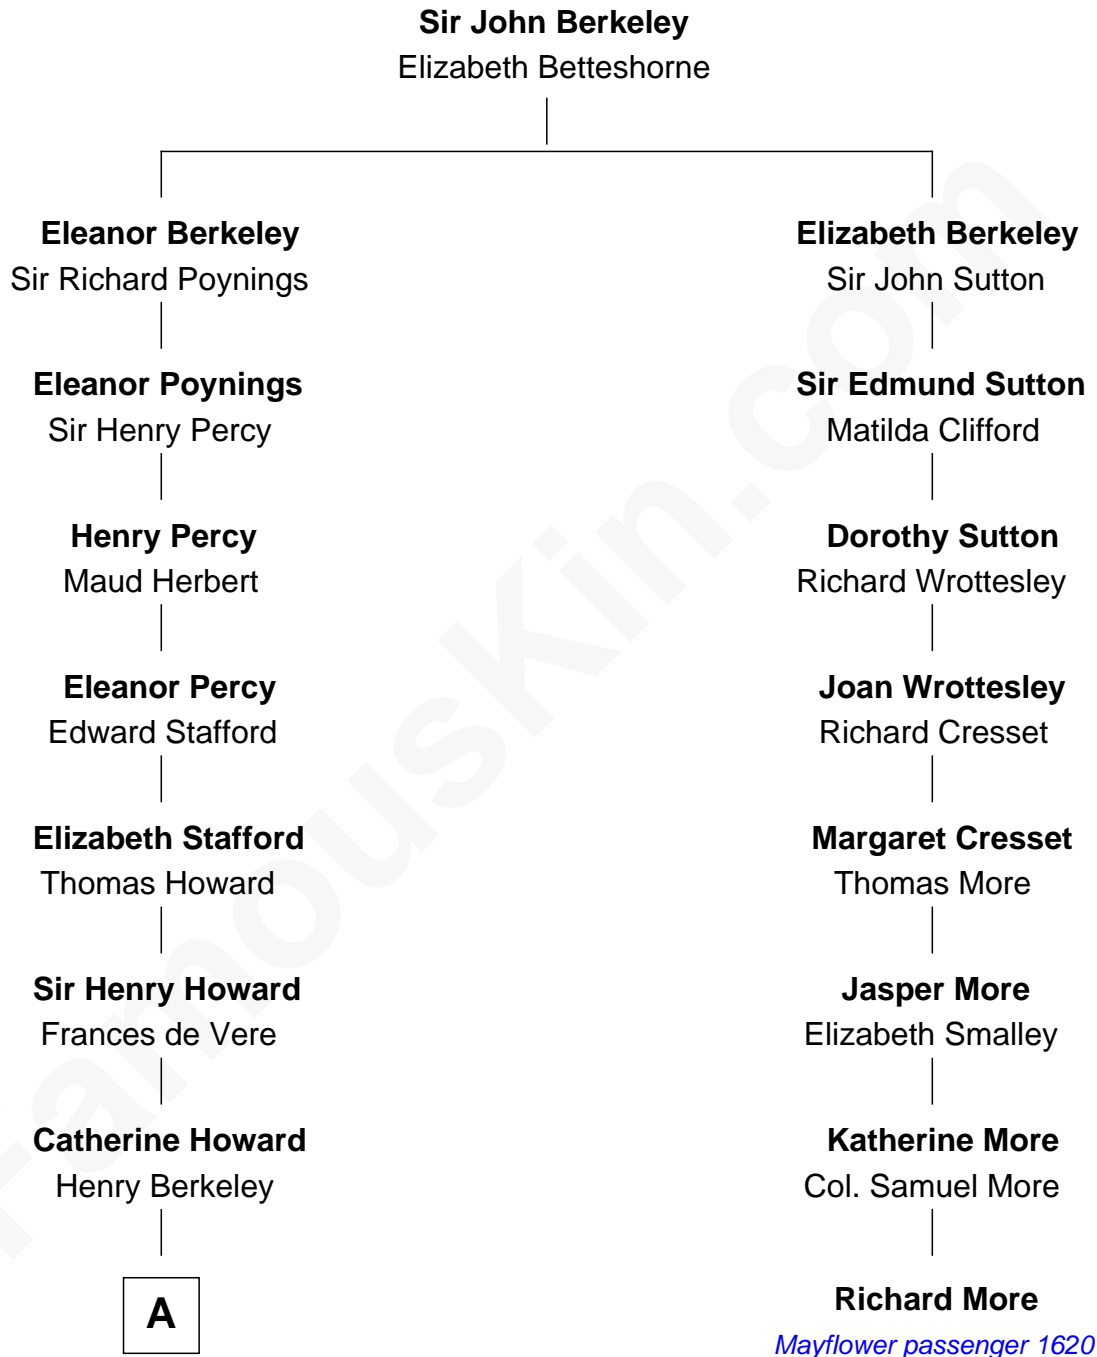 Sir John Berkeley
Elizabeth Betteshorne
Eleanor Berkeley
Sir Richard Poynings
Elizabeth Berkeley
Sir John Sutton
Eleanor Poynings
Sir Henry Percy
Sir Edmund Sutton
Matilda Clifford
Henry Percy
Maud Herbert
Dorothy Sutton
Richard Wrottesley
Eleanor Percy
Edward Stafford
Joan Wrottesley
Richard Cresset
Elizabeth Stafford
Thomas Howard
Margaret Cresset
Thomas More
Sir Henry Howard
Frances de Vere
Jasper More
Elizabeth Smalley
Catherine Howard
Henry Berkeley
Katherine More
Col. Samuel More
A
Richard More
Mayflower passenger 1620
FamousKin.com